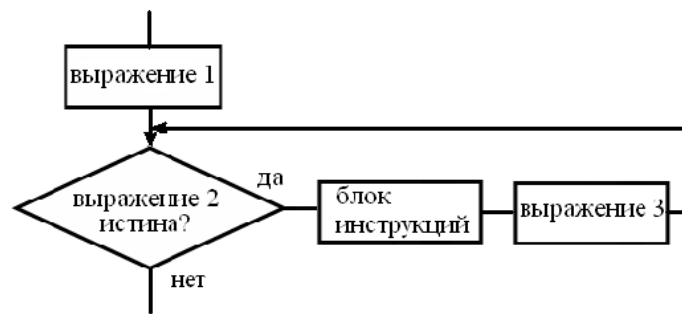 выражение 1
выражение 2
истина?
да
блок
инструкций
выражение 3
нет